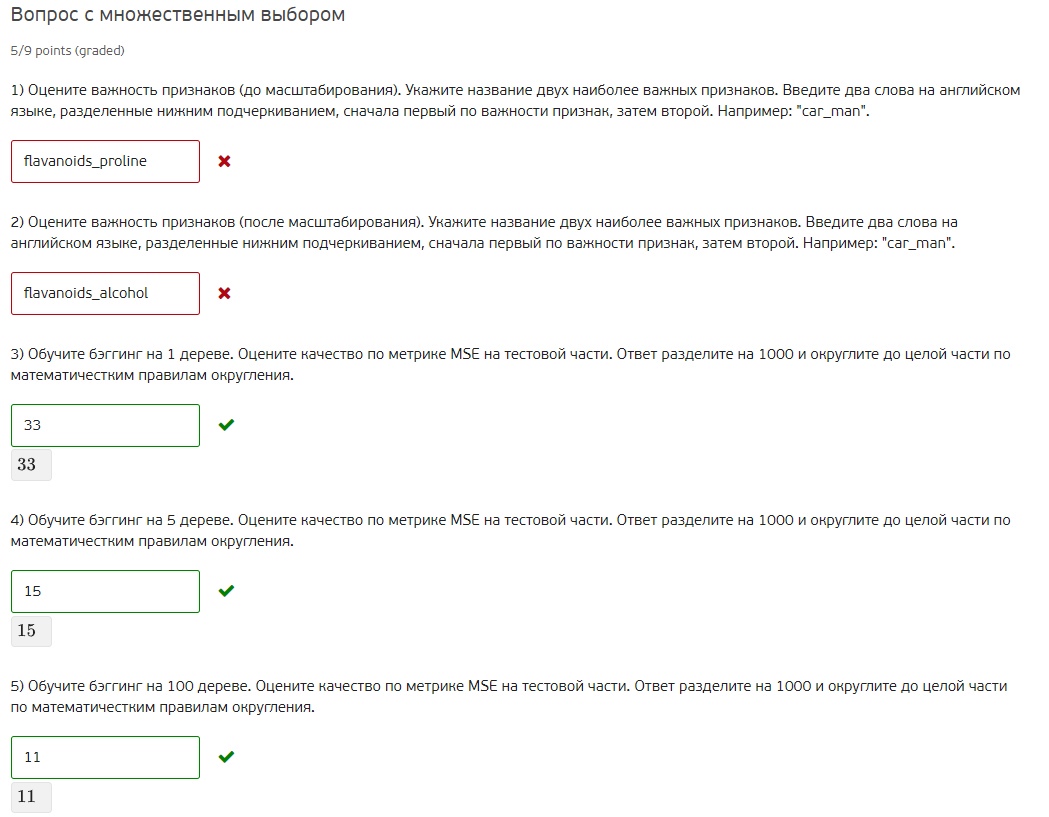 Вопрос с множественным выбором
5/9 points (graded)
1) Оцените важность признаков (до масштабирования). Укажите название двух наиболее важных признаков. Введите два слова на английском
языке, разделенные нижним подчеркиванием, сначала первый по важности признак, затем второй. Например: "car_man".
flavanoids_proline
2) Оцените важность признаков (после масштабирования). Укажите название двух наиболее важных признаков. Введите два слова на
английском языке, разделенные нижним подчеркиванием, сначала первый по важности признак, затем второй. Например: "car_man".
flavanoids_alcohol
3) Обучите бэггинг на 1 дереве. Оцените качество по метрике MSE на тестовой части. Ответ разделите на 1000 и округлите до целой части по
математичестким правилам округления.
33
33
4) Обучите бэггинг на 5 дереве. Оцените качество по метрике MSE на тестовой части. Ответ разделите на 1000 и округлите до целой части по
математичестким правилам округления.
15
15
5) Обучите бэггинг на 100 дереве. Оцените качество по метрике MSE на тестовой части. Ответ разделите на 1000 и округлите до целой части
по математичестким правилам округления.
11
11